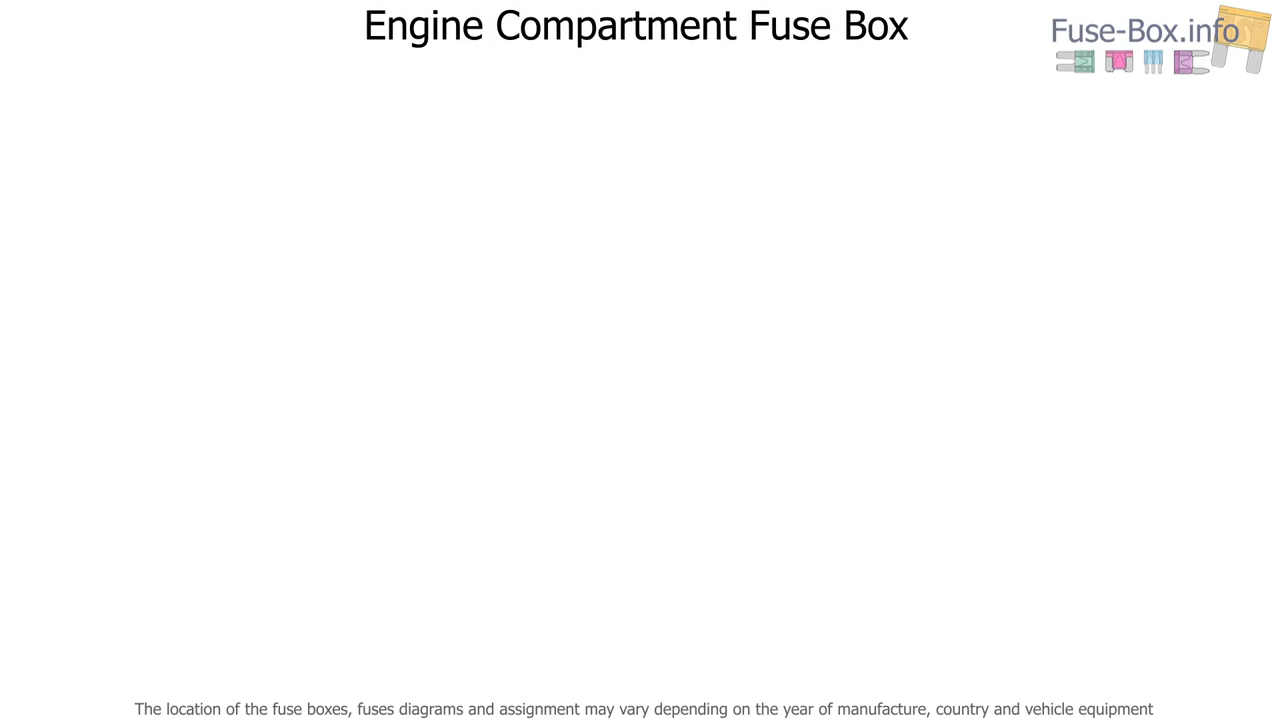 Engine Compartment Fuse Box
Fuse-Box.info
The location of the fuse boxes, fuses diagrams and assignment may vary depending on the year of manufacture, country and vehicle equipment